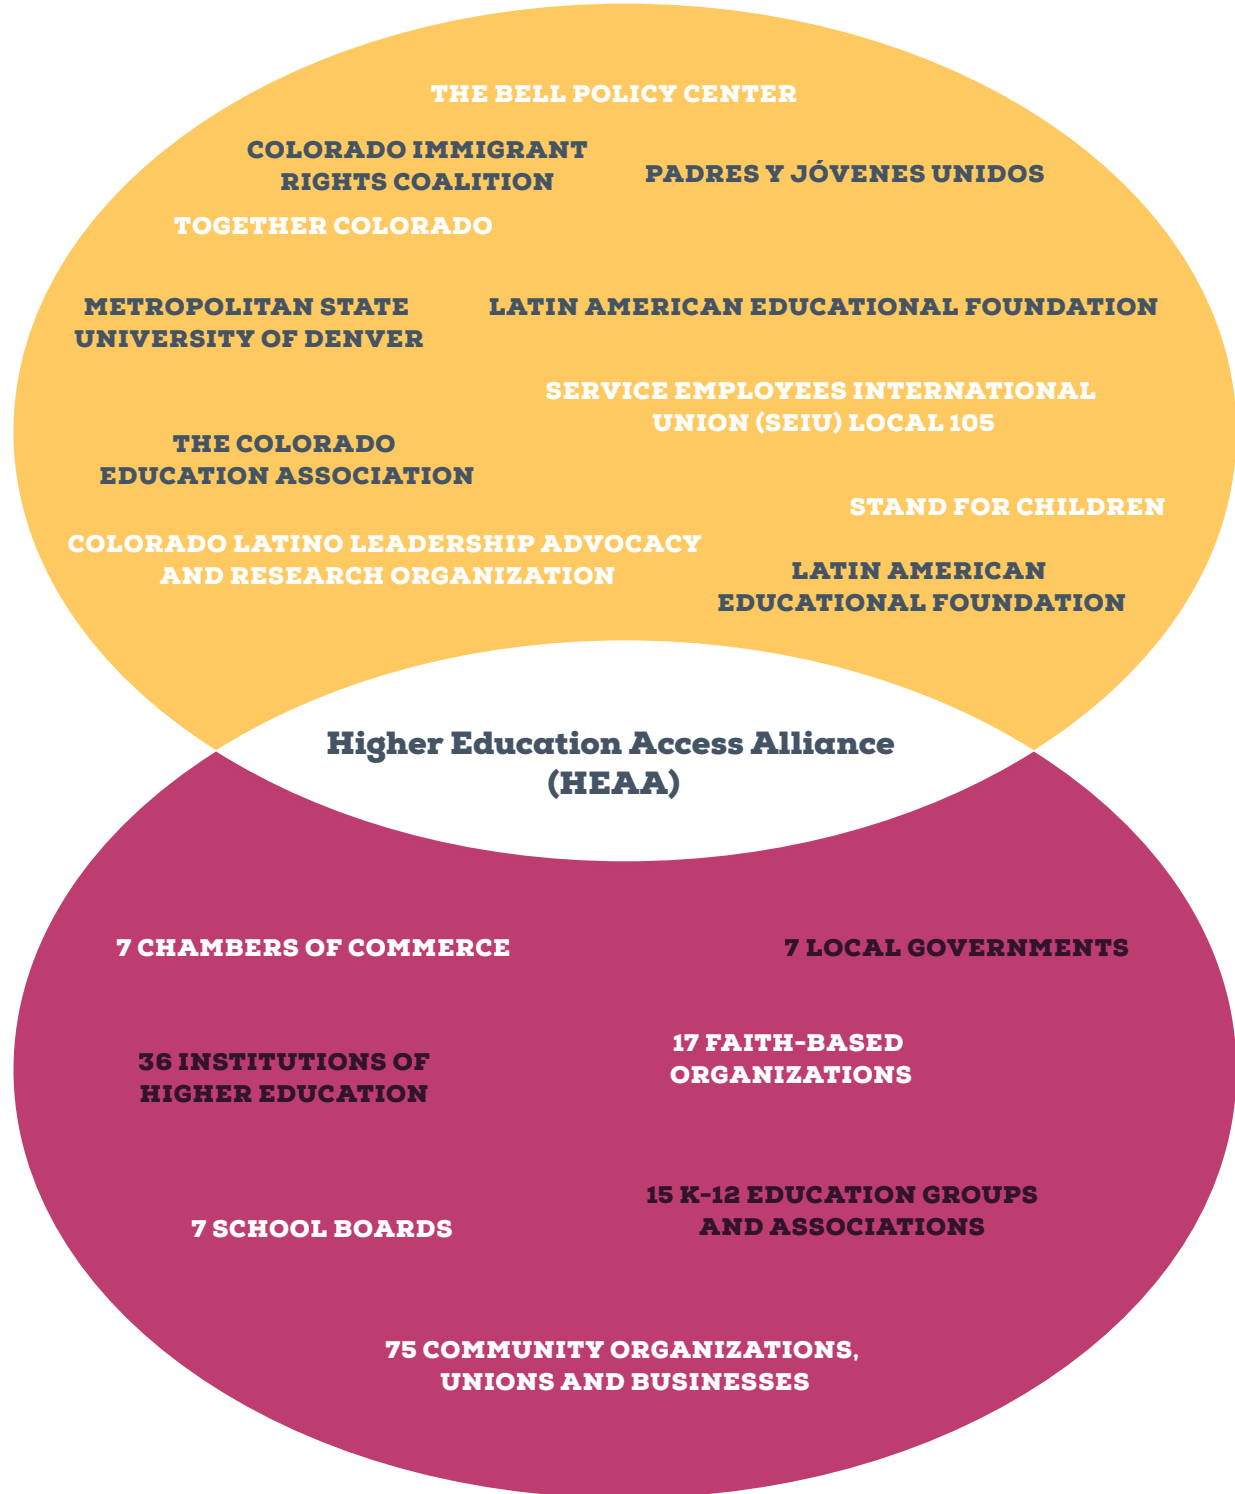 THE BELL POLICY CENTER
COLORADO IMMIGRANT
RIGHTS COALITION
PADRES Y JÓVENES UNIDOS
TOGETHER COLORADO
METROPOLITAN STATE
UNIVERSITY OF DENVER
LATIN AMERICAN EDUCATIONAL FOUNDATION
SERVICE EMPLOYEES INTERNATIONAL
UNION (SEIU) LOCAL 105
THE COLORADO
EDUCATION ASSOCIATION
STAND FOR CHILDREN
COLORADO LATINO LEADERSHIP ADVOCACY
AND RESEARCH ORGANIZATION
LATIN AMERICAN
EDUCATIONAL FOUNDATION
Higher Education Access Alliance
(HEAA)
7 CHAMBERS OF COMMERCE
7 LOCAL GOVERNMENTS
36 INSTITUTIONS OF
HIGHER EDUCATION
17 FAITH-BASED
ORGANIZATIONS
7 SCHOOL BOARDS
15 K-12 EDUCATION GROUPS
AND ASSOCIATIONS
75 COMMUNITY ORGANIZATIONS,
UNIONS AND BUSINESSES